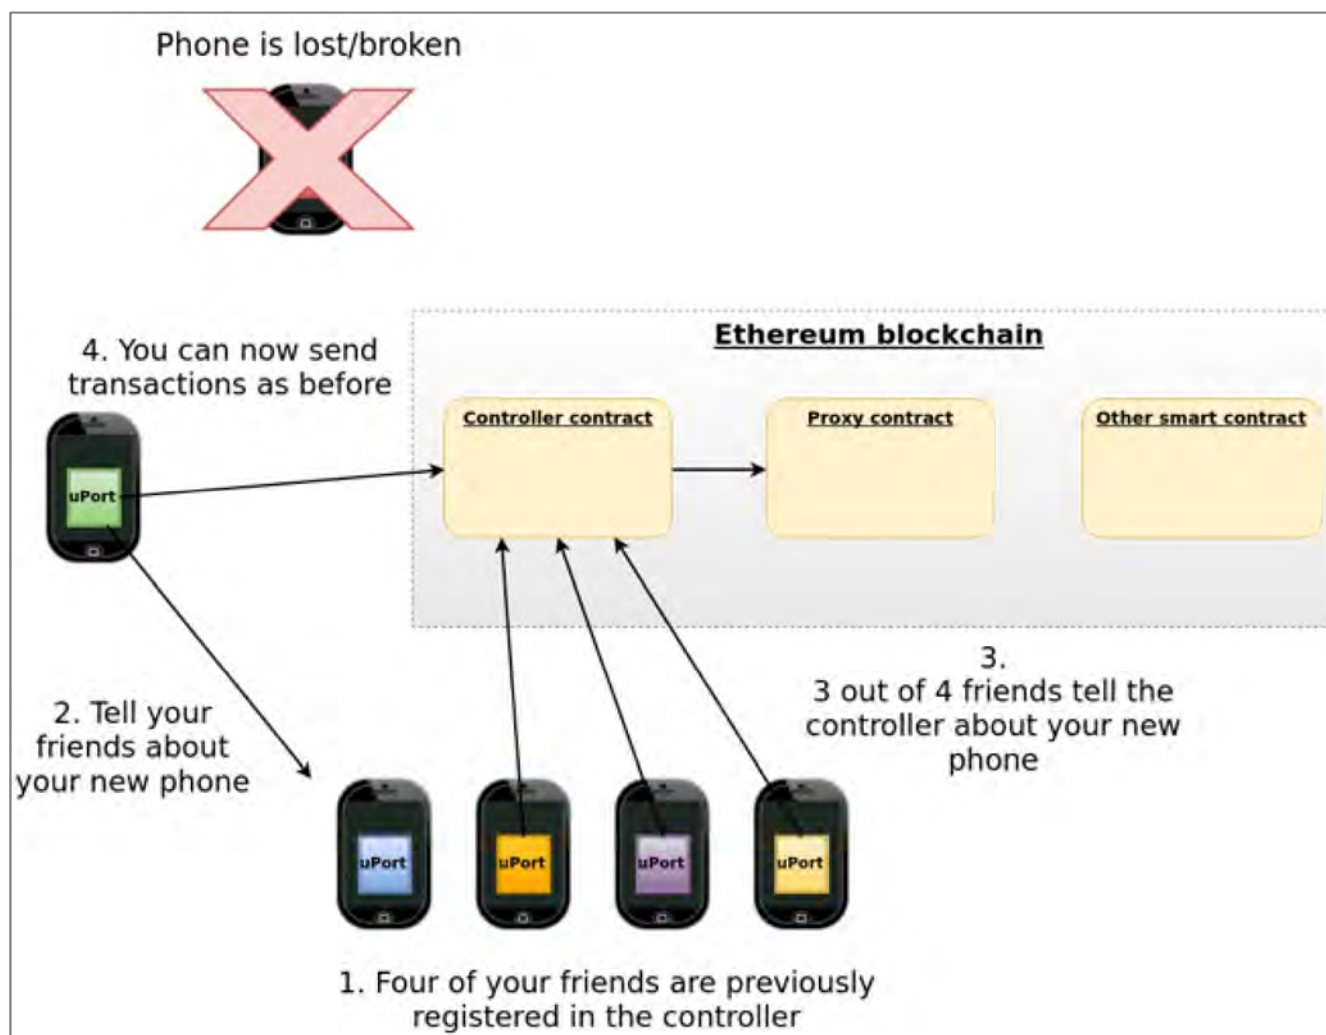 Phone is lost/broken
Ethereum blockchain
4. You can now send
transactions as before
Controller contract
Proxy contract
Other smart contract
uPort
2. Tell your
friends about
your new phone
3.
3 out of 4 friends tell the
controller about your new
phone
uPort
uPort
uPort
uPort
1. Four of your friends are previously
registered in the controller